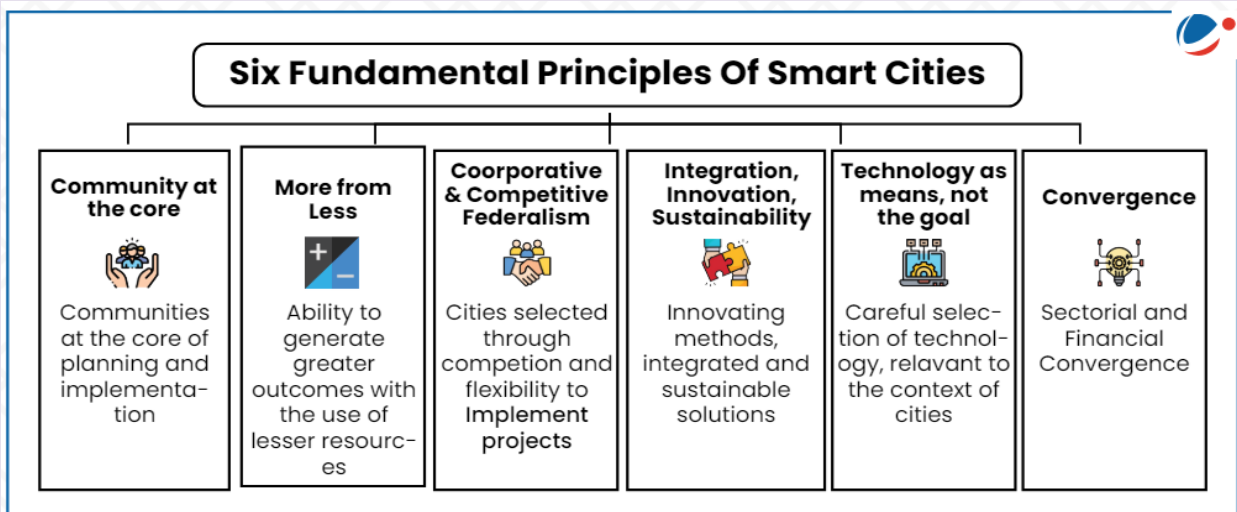 Six Fundamental Principles Of Smart Cities
Community at
the core
Communities
at the core of
planning and
implementa-
tion
More from
Less
+
−
Ability to
generate
greater
outcomes with
the use of
lesser resourc-
es
Coorporative
& Competitive
Federalism
Cities selected
through
competion and
flexibility to
Implement
projects
Integration,
Innovation,
Sustainability
Innovating
methods,
integrated and
sustainable
solutions
Technology as
means, not
the goal
Careful selec-
tion of technol-
ogy, relavant to
the context of
cities
Convergence
Sectorial and
Financial
Convergence